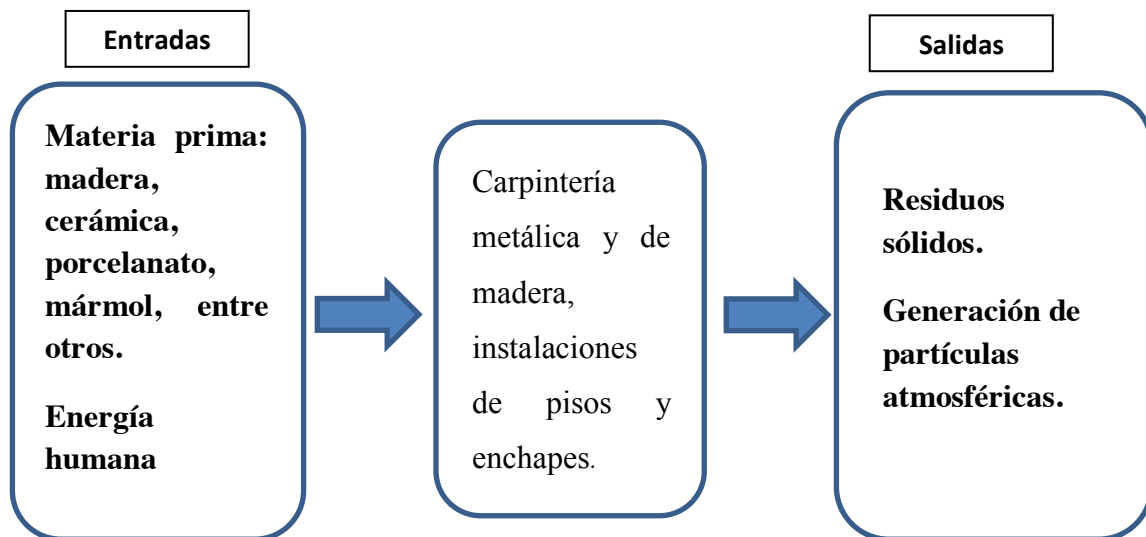 Entradas
Salidas
Materia prima:
madera,
cerámica,
porcelanato,
mármol, entre
otros.
Energía
humana
Carpintería
metálica y de
madera,
instalaciones
de pisos y
enchapes.
Residuos
sólidos.
Generación de
partículas
atmosféricas.